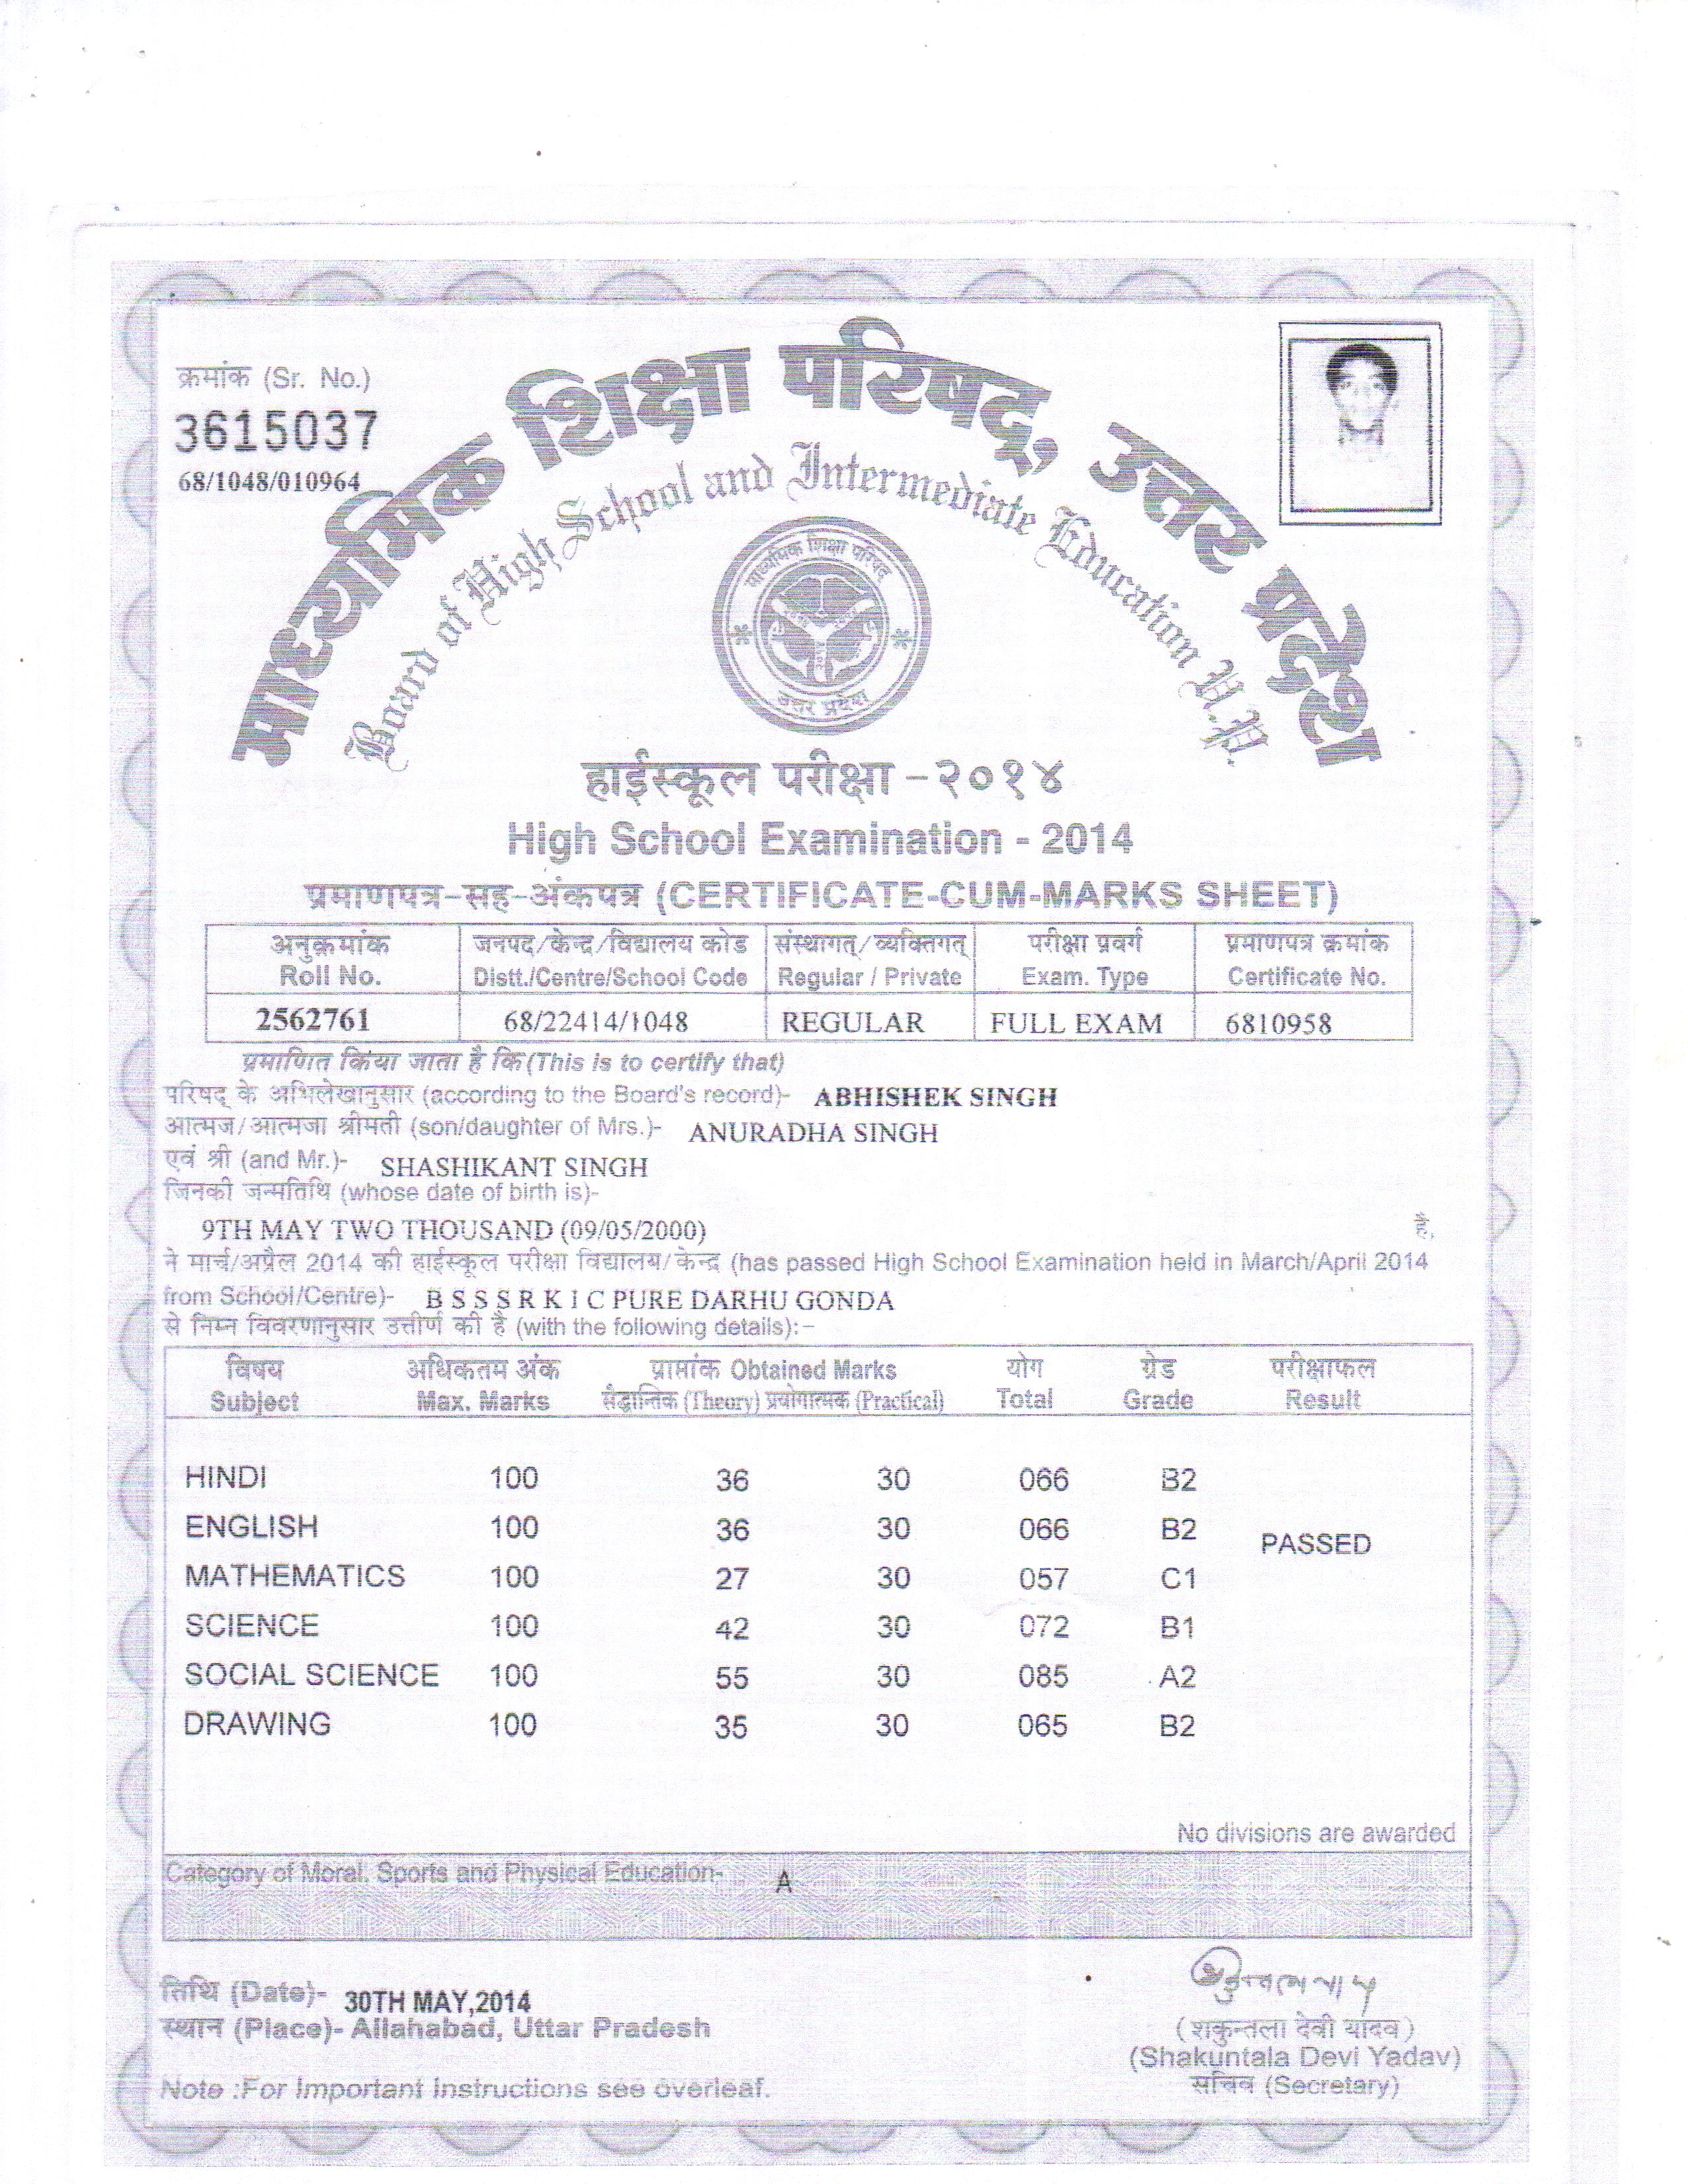 क्रमांक (Sr. No.)
3615037
68/1048/010964
माध्यमिक शिक्षा परिषद्, उत्तर प्रदेश
Board of High School and Intermediate Education U.P.
माध्यमिक शिक्षा परिषद
उत्तर प्रदेश
हाईस्कूल परीक्षा -२०१४
High School Examination - 2014
प्रमाणपत्र-सह-अंकपत्र (CERTIFICATE-CUM-MARKS SHEET)
अनुक्रमांक जनपद/केन्द्र/विद्यालय कोड संस्थागत्/व्यक्तिगत् परीक्षा प्रवर्ग प्रमाणपत्र क्रमांक
Roll No. Distt./Centre/School Code Regular / Private Exam. Type Certificate No.
2562761 68/22414/1048 REGULAR FULL EXAM 6810958
प्रमाणित किया जाता है कि (This is to certify that)
परिषद् के अभिलेखानुसार (according to the Board's record)- ABHISHEK SINGH
आत्मज/आत्मजा श्रीमती (son/daughter of Mrs.)- ANURADHA SINGH
एवं श्री (and Mr.)- SHASHIKANT SINGH
जिनकी जन्मतिथि (whose date of birth is)-
9TH MAY TWO THOUSAND (09/05/2000) है,
ने मार्च/अप्रैल 2014 की हाईस्कूल परीक्षा विद्यालय/केन्द्र (has passed High School Examination held in March/April 2014
from School/Centre)- B S S S R K I C PURE DARHU GONDA
से निम्न विवरणानुसार उत्तीर्ण की है (with the following details):-
विषय अधिकतम अंक प्राप्तांक Obtained Marks योग ग्रेड परीक्षाफल
Subject Max. Marks सैद्धान्तिक (Theory) प्रयोगात्मक (Practical) Total Grade Result
HINDI 100 36 30 066 B2
ENGLISH 100 36 30 066 B2 PASSED
MATHEMATICS 100 27 30 057 C1
SCIENCE 100 42 30 072 B1
SOCIAL SCIENCE 100 55 30 085 A2
DRAWING 100 35 30 065 B2
No divisions are awarded
Category of Moral, Sports and Physical Education- A
तिथि (Date)- 30TH MAY,2014
स्थान (Place)- Allahabad, Uttar Pradesh
(शकुन्तला देवी यादव)
(Shakuntala Devi Yadav)
सचिव (Secretary)
Note :For Important Instructions see overleaf.